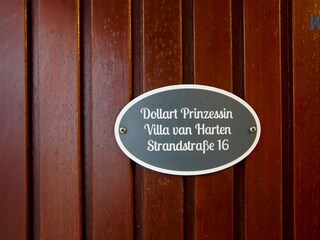 Dollart Prinzessin
Villa van Harten
Strandstraße 16